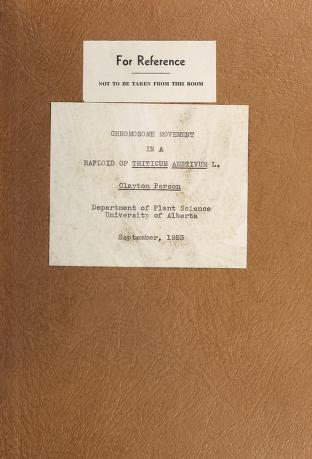 For Reference
NOT TO BE TAKEN FROM THIS ROOM
CHROMOSOME MOVEMENT
IN A
HAPLOID OF TRITICUM AESTIVUM L.
Clayton Person
Department of Plant Science
University of Alberta
September, 1953